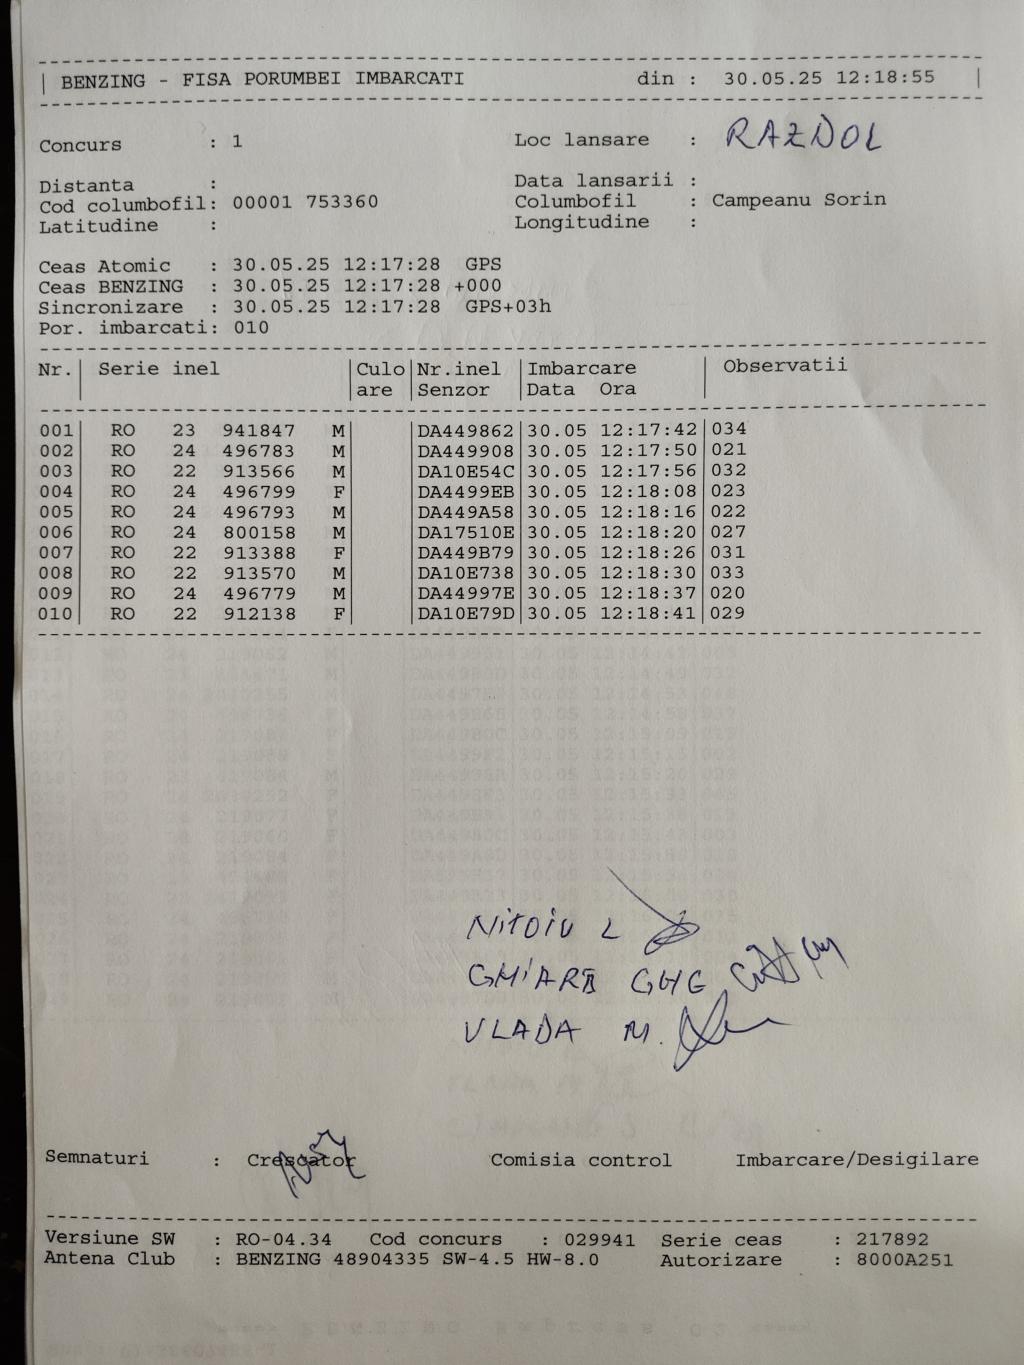 BENZING - FISA PORUMBEI IMBARCATI din : 30.05.25 12:18:55
Concurs : 1 Loc lansare : RAZDOL
Distanta : Data lansarii :
Cod columbofil: 00001 753360 Columbofil : Campeanu Sorin
Latitudine : Longitudine :
Ceas Atomic : 30.05.25 12:17:28 GPS
Ceas BENZING : 30.05.25 12:17:28 +000
Sincronizare : 30.05.25 12:17:28 GPS+03h
Por. imbarcati: 010
Nr. Serie inel Culo Nr.inel Imbarcare Observatii
are Senzor Data Ora
001 RO 23 941847 M DA449862 30.05 12:17:42 034
002 RO 24 496783 M DA449908 30.05 12:17:50 021
003 RO 22 913566 M DA10E54C 30.05 12:17:56 032
004 RO 24 496799 F DA4499EB 30.05 12:18:08 023
005 RO 24 496793 M DA449A58 30.05 12:18:16 022
006 RO 24 800158 M DA17510E 30.05 12:18:20 027
007 RO 22 913388 F DA449B79 30.05 12:18:26 031
008 RO 22 913570 M DA10E738 30.05 12:18:30 033
009 RO 24 496779 M DA44997E 30.05 12:18:37 020
010 RO 22 912138 F DA10E79D 30.05 12:18:41 029
NITOIU L
GHIARA GHG
VLADA M.
Semnaturi : Crescator Comisia control Imbarcare/Desigilare
Versiune SW : RO-04.34 Cod concurs : 029941 Serie ceas : 217892
Antena Club : BENZING 48904335 SW-4.5 HW-8.0 Autorizare : 8000A251